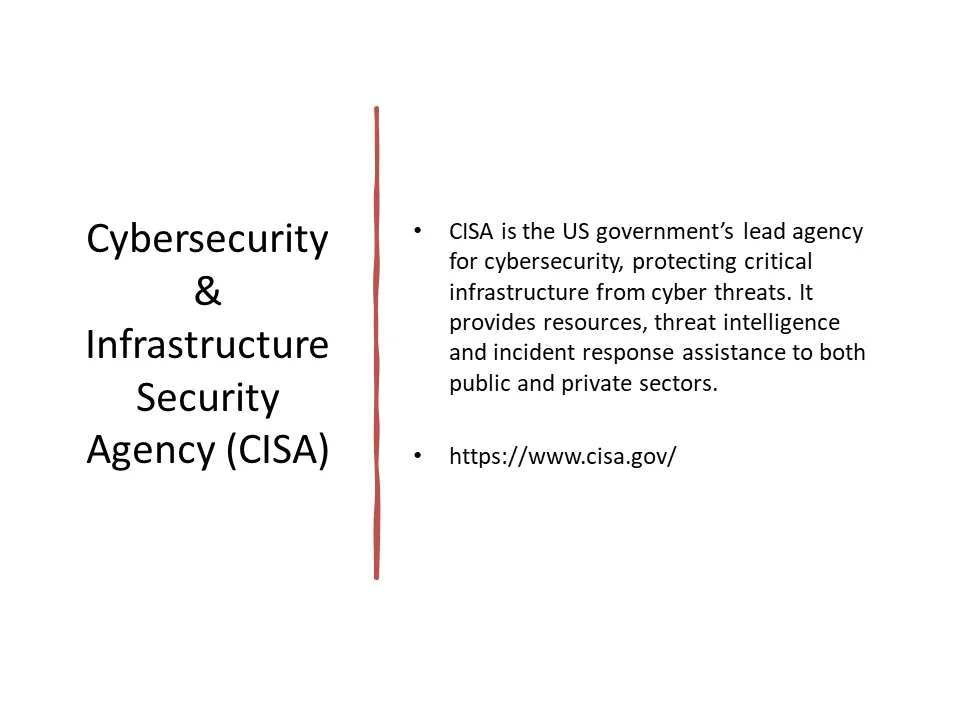 Cybersecurity
&
Infrastructure
Security
Agency (CISA)
• CISA is the US government’s lead agency
for cybersecurity, protecting critical
infrastructure from cyber threats. It
provides resources, threat intelligence
and incident response assistance to both
public and private sectors.
• https://www.cisa.gov/